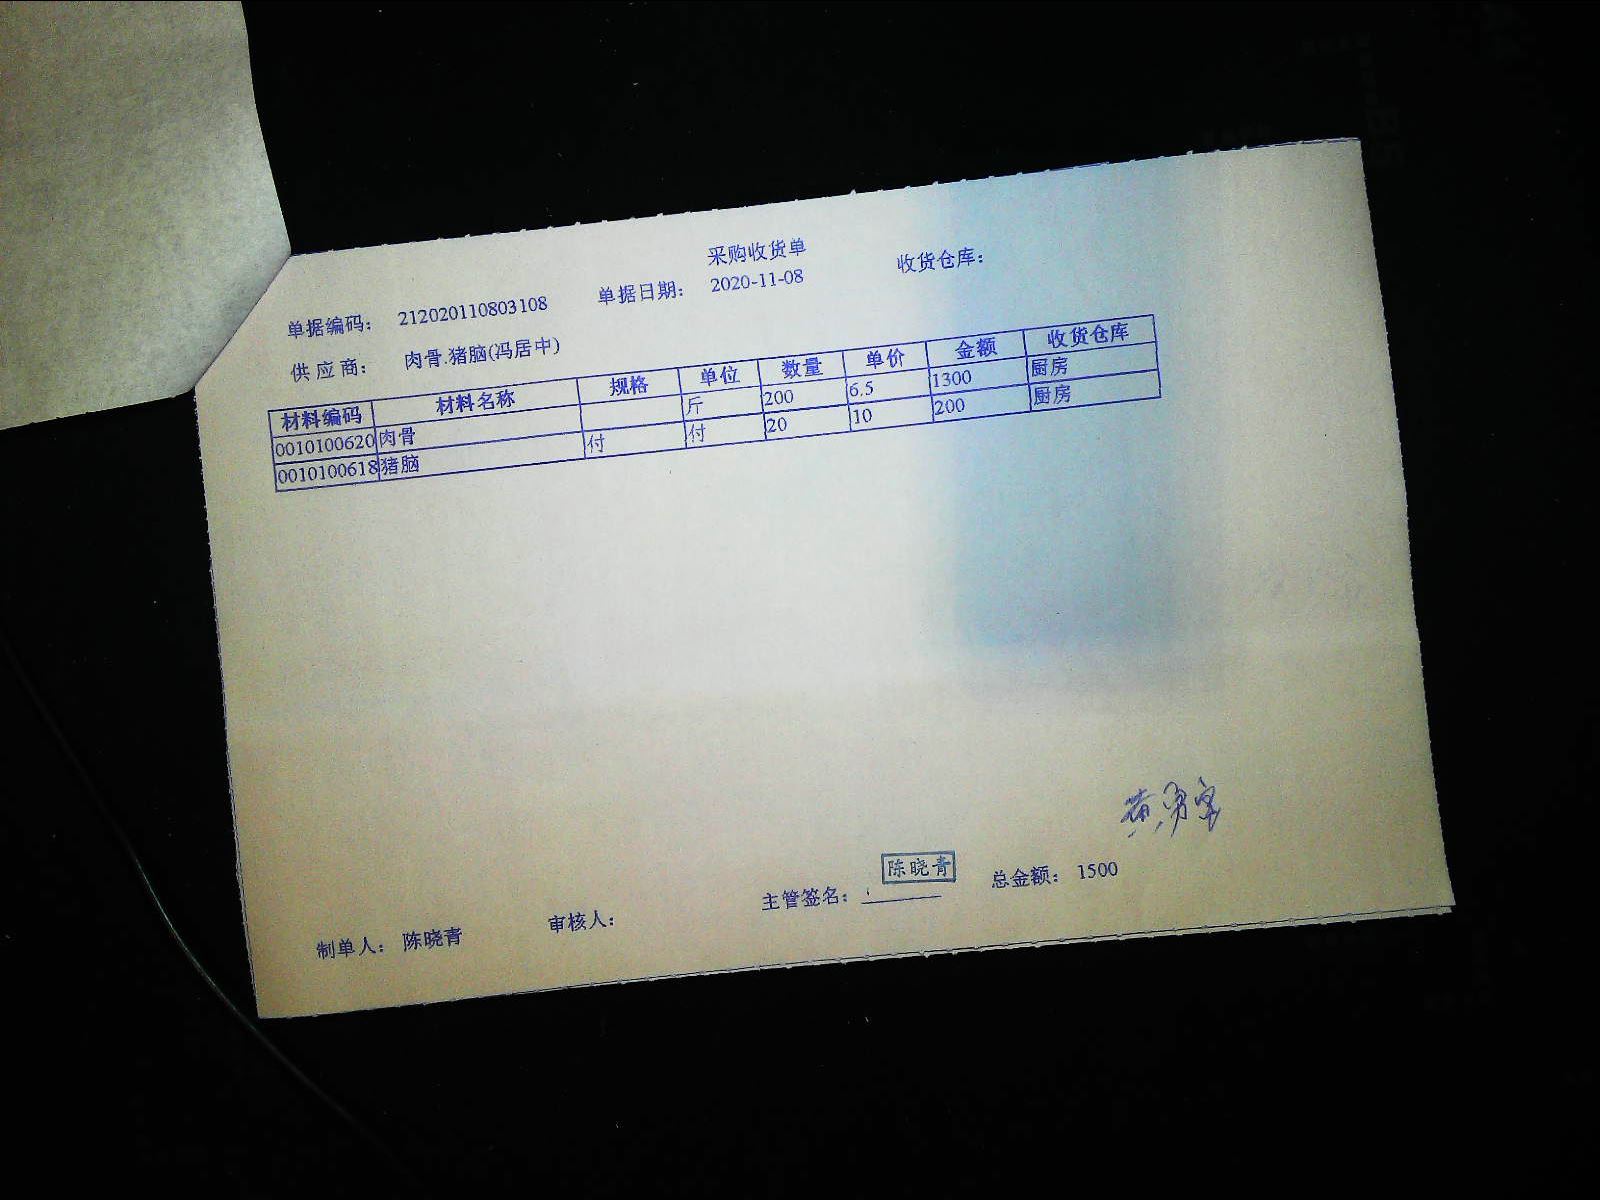 采购收货单
单据编码: 212020110803108 单据日期: 2020-11-08 收货仓库:
供应商: 肉骨.猪脑(冯居中)
材料编码 材料名称 规格 单位 数量 单价 金额 收货仓库
0010100620 肉骨 斤 200 6.5 1300 厨房
0010100618 猪脑 付 付 20 10 200 厨房
制单人: 陈晓青 审核人: 主管签名: 陈晓青 总金额: 1500